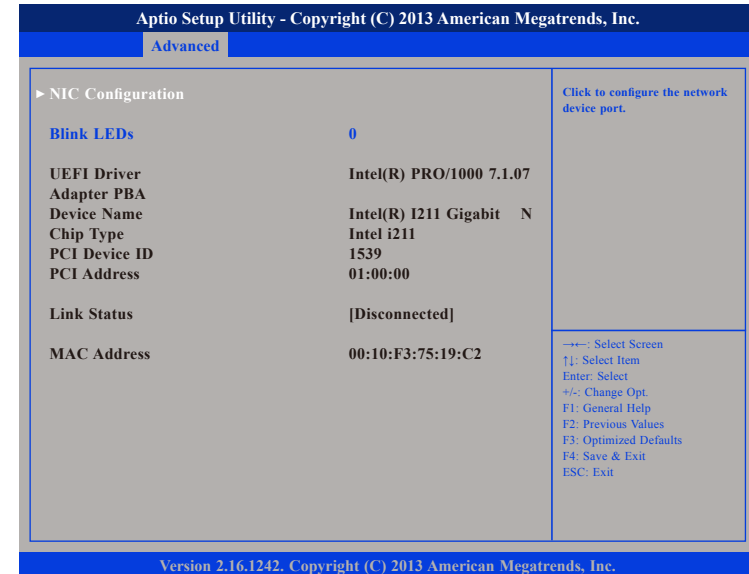 Aptio Setup Utility - Copyright (C) 2013 American Megatrends, Inc.
Advanced
► NIC Configuration
Blink LEDs 0
UEFI Driver Intel(R) PRO/1000 7.1.07
Adapter PBA
Device Name Intel(R) I211 Gigabit N
Chip Type Intel i211
PCI Device ID 1539
PCI Address 01:00:00
Link Status [Disconnected]
MAC Address 00:10:F3:75:19:C2
Click to configure the network
device port.
→←: Select Screen
↑↓: Select Item
Enter: Select
+/-: Change Opt.
F1: General Help
F2: Previous Values
F3: Optimized Defaults
F4: Save & Exit
ESC: Exit
Version 2.16.1242. Copyright (C) 2013 American Megatrends, Inc.